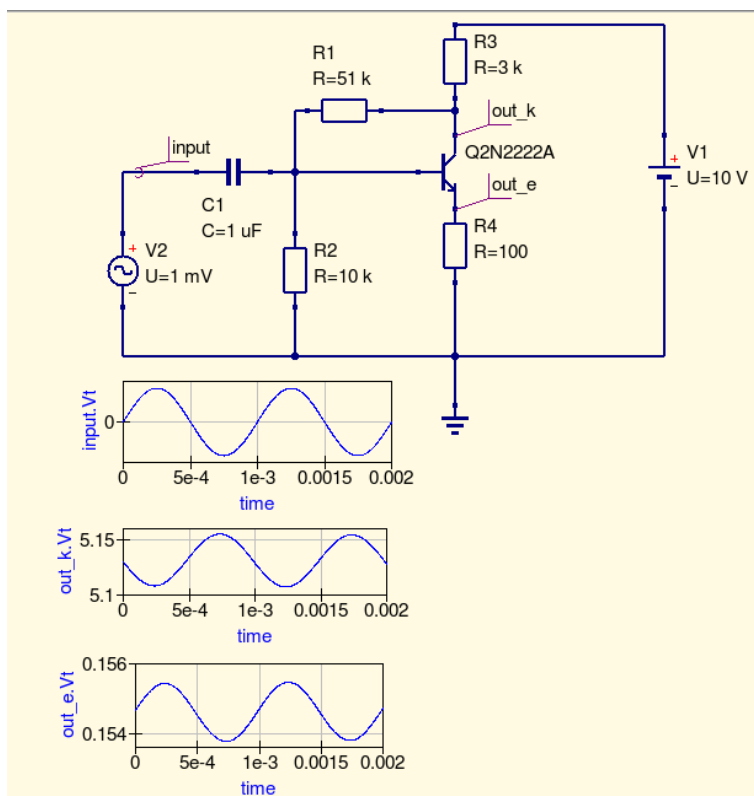 R1
R=51 k
R3
R=3 k
out_k
input
Q2N2222A
V1
U=10 V
+
−
out_e
C1
C=1 uF
R4
R=100
+
V2
U=1 mV
−
R2
R=10 k
input.Vt
0
0
5e-4
1e-3
0.0015
0.002
time
out_k.Vt
5.15
5.1
0
5e-4
1e-3
0.0015
0.002
time
out_e.Vt
0.156
0.154
0
5e-4
1e-3
0.0015
0.002
time